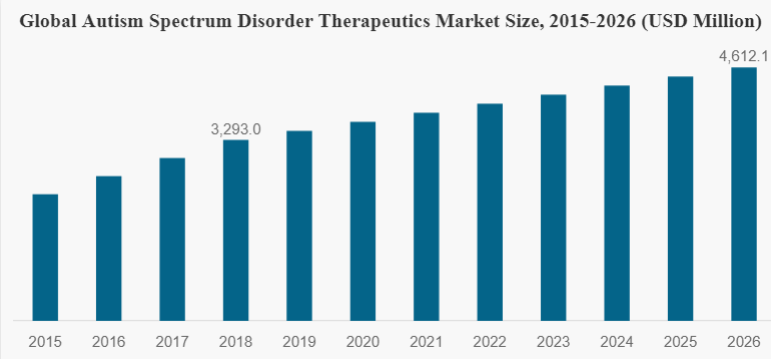 Global Autism Spectrum Disorder Therapeutics Market Size, 2015-2026 (USD Million)
4,612.1
3,293.0
2015 2016 2017 2018 2019 2020 2021 2022 2023 2024 2025 2026